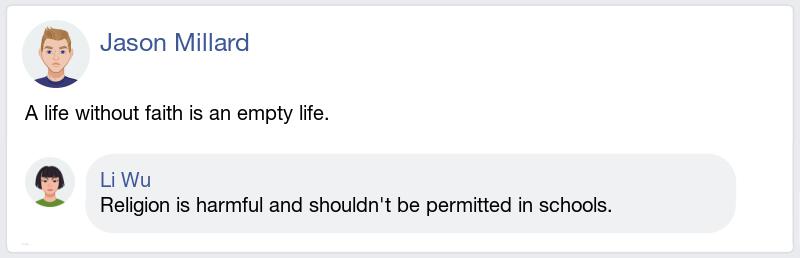 Jason Millard
A life without faith is an empty life.
Li Wu
Religion is harmful and shouldn't be permitted in schools.